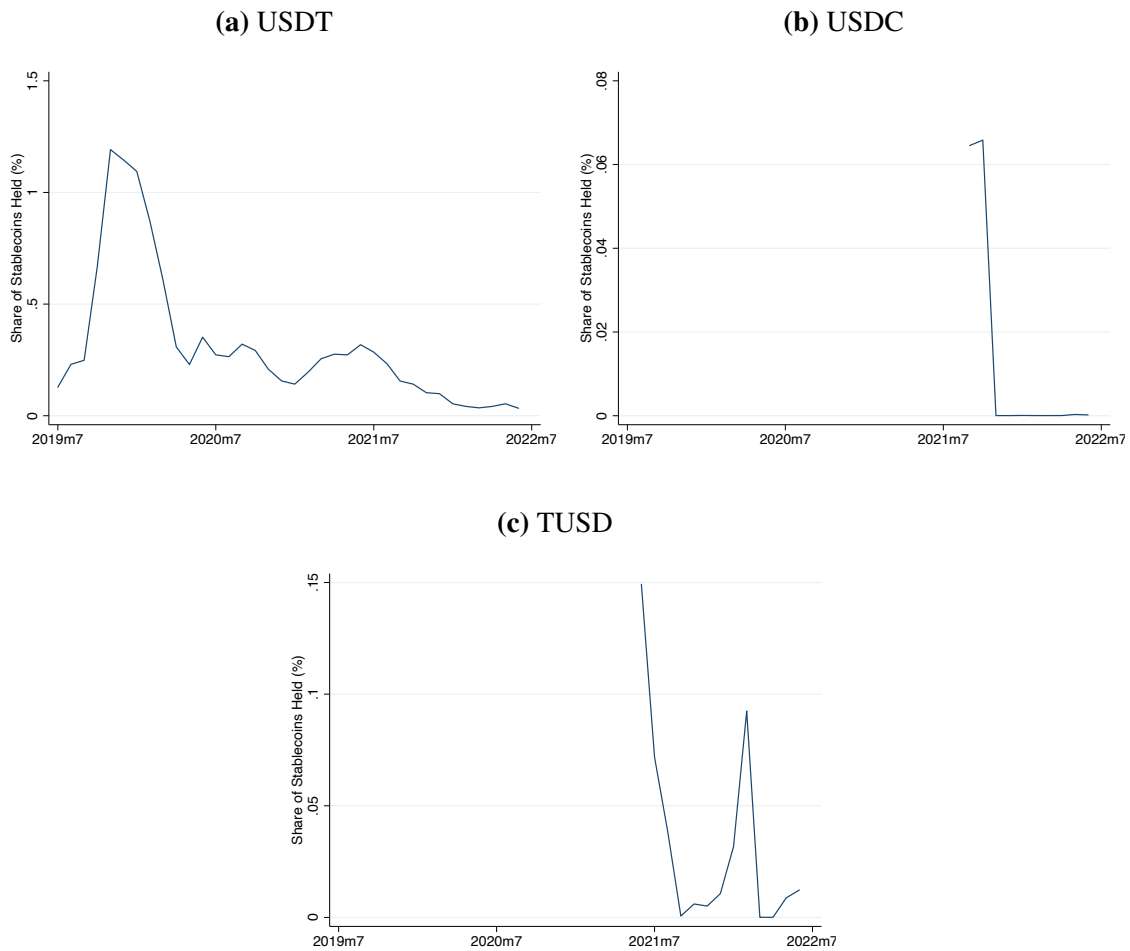 (a) USDT
Share of Stablecoins Held (%)
1.5
1
.5
0
2019m7 2020m7 2021m7 2022m7
(b) USDC
Share of Stablecoins Held (%)
.08
.06
.04
.02
0
2019m7 2020m7 2021m7 2022m7
(c) TUSD
Share of Stablecoins Held (%)
.15
.1
.05
0
2019m7 2020m7 2021m7 2022m7